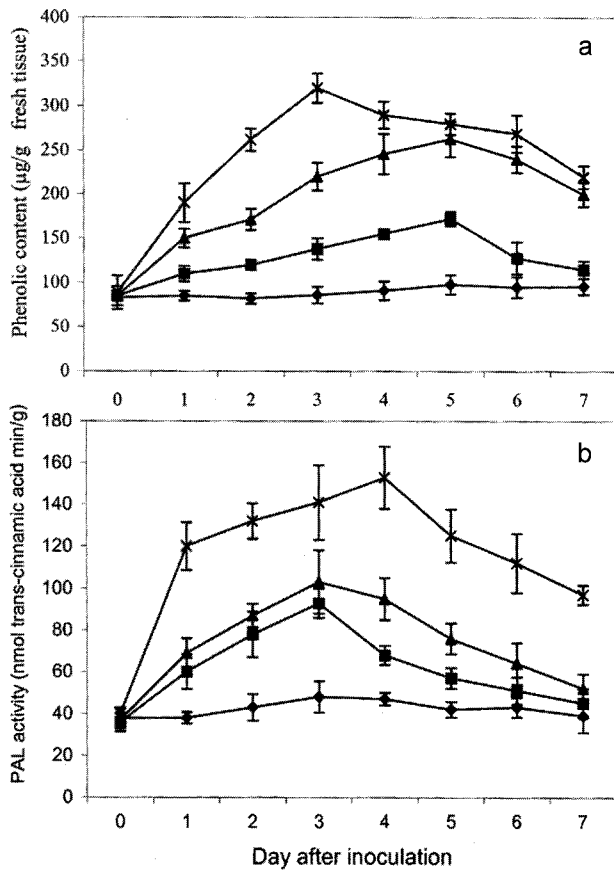 a
Phenolic content (µg/g fresh tissue)
400
350
300
250
200
150
100
50
0
0 1 2 3 4 5 6 7
b
PAL activity (nmol trans-cinnamic acid min/g)
180
160
140
120
100
80
60
40
20
0
0 1 2 3 4 5 6 7
Day after inoculation